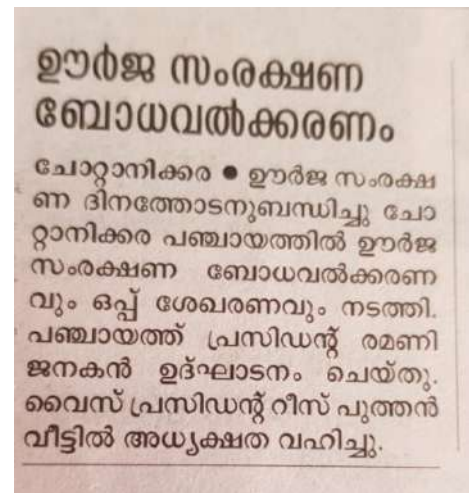 ഊർജ സംരക്ഷണ
ബോധവൽക്കരണം
ചോറ്റാനിക്കര ● ഊർജ സംരക്ഷ
ണ ദിനത്തോടനുബന്ധിച്ചു ചോ
റ്റാനിക്കര പഞ്ചായത്തിൽ ഊർജ
സംരക്ഷണ ബോധവൽക്കരണ
വും ഒപ്പ് ശേഖരണവും നടത്തി.
പഞ്ചായത്ത് പ്രസിഡന്റ് രമണി
ജനകൻ ഉദ്ഘാടനം ചെയ്തു.
വൈസ് പ്രസിഡന്റ് റീസ് പുത്തൻ
വീട്ടിൽ അധ്യക്ഷത വഹിച്ചു.